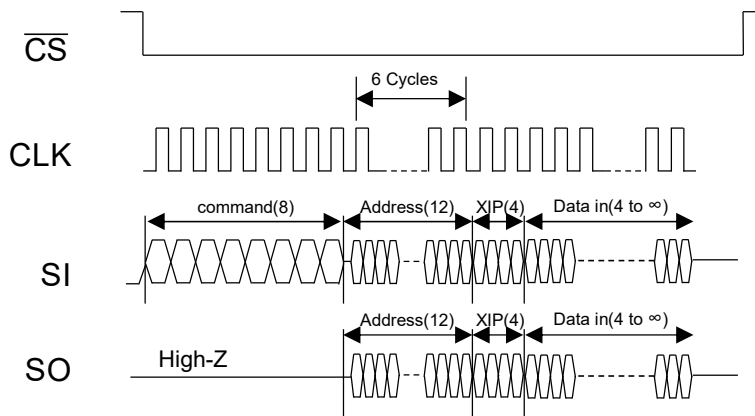 CS
6 Cycles
CLK
command(8) Address(12) XIP(4) Data in(4 to ∞)
SI
Address(12) XIP(4) Data in(4 to ∞)
High-Z
SO